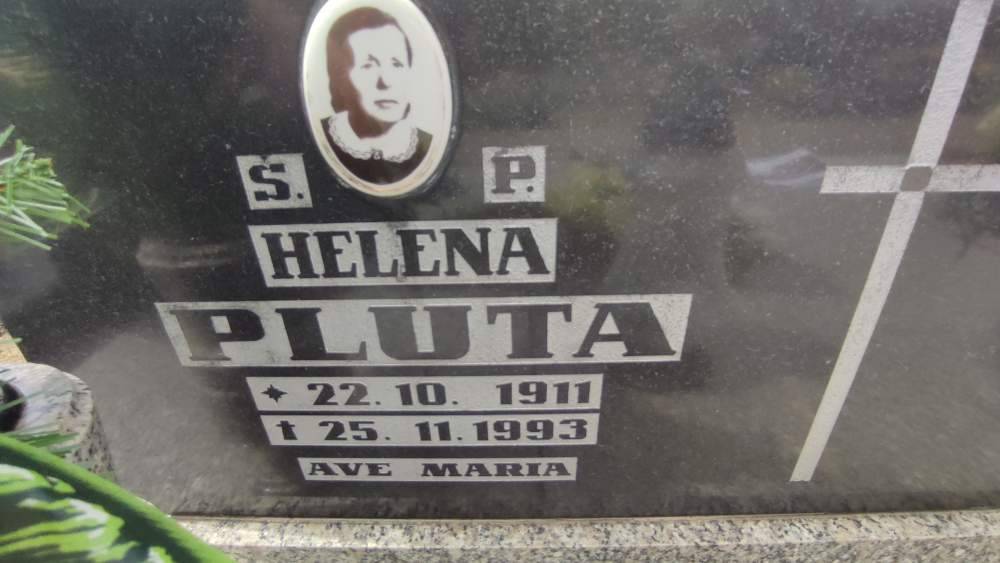 S. P.
HELENA
PLUTA
* 22. 10. 1911
† 25. 11. 1993
AVE MARIA